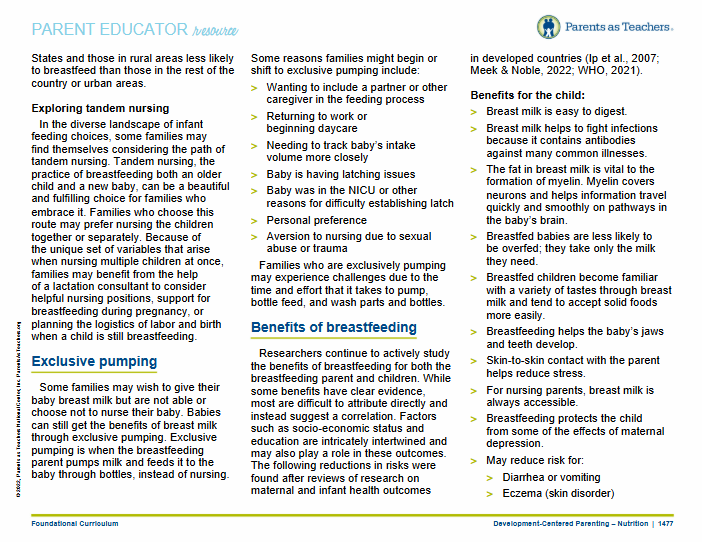 PARENT EDUCATOR resource
Parents as Teachers®
States and those in rural areas less likely
to breastfeed than those in the rest of the
country or urban areas.
Exploring tandem nursing
In the diverse landscape of infant
feeding choices, some families may
find themselves considering the path of
tandem nursing. Tandem nursing, the
practice of breastfeeding both an older
child and a new baby, can be a beautiful
and fulfilling choice for families who
embrace it. Families who choose this
route may prefer nursing the children
together or separately. Because of
the unique set of variables that arise
when nursing multiple children at once,
families may benefit from the help
of a lactation consultant to consider
helpful nursing positions, support for
breastfeeding during pregnancy, or
planning the logistics of labor and birth
when a child is still breastfeeding.
Exclusive pumping
Some families may wish to give their
baby breast milk but are not able or
choose not to nurse their baby. Babies
can still get the benefits of breast milk
through exclusive pumping. Exclusive
pumping is when the breastfeeding
parent pumps milk and feeds it to the
baby through bottles, instead of nursing.
Some reasons families might begin or
shift to exclusive pumping include:
> Wanting to include a partner or other
caregiver in the feeding process
> Returning to work or
beginning daycare
> Needing to track baby's intake
volume more closely
> Baby is having latching issues
> Baby was in the NICU or other
reasons for difficulty establishing latch
> Personal preference
> Aversion to nursing due to sexual
abuse or trauma
Families who are exclusively pumping
may experience challenges due to the
time and effort that it takes to pump,
bottle feed, and wash parts and bottles.
Benefits of breastfeeding
Researchers continue to actively study
the benefits of breastfeeding for both the
breastfeeding parent and children. While
some benefits have clear evidence,
most are difficult to attribute directly and
instead suggest a correlation. Factors
such as socio-economic status and
education are intricately intertwined and
may also play a role in these outcomes.
The following reductions in risks were
found after reviews of research on
maternal and infant health outcomes
in developed countries (Ip et al., 2007;
Meek & Noble, 2022; WHO, 2021).
Benefits for the child:
> Breast milk is easy to digest.
> Breast milk helps to fight infections
because it contains antibodies
against many common illnesses.
> The fat in breast milk is vital to the
formation of myelin. Myelin covers
neurons and helps information travel
quickly and smoothly on pathways in
the baby's brain.
> Breastfed babies are less likely to
be overfed; they take only the milk
they need.
> Breastfed children become familiar
with a variety of tastes through breast
milk and tend to accept solid foods
more easily.
> Breastfeeding helps the baby's jaws
and teeth develop.
> Skin-to-skin contact with the parent
helps reduce stress.
> For nursing parents, breast milk is
always accessible.
> Breastfeeding protects the child
from some of the effects of maternal
depression.
> May reduce risk for:
> Diarrhea or vomiting
> Eczema (skin disorder)
© 2022, Parents as Teachers National Center, Inc. ParentsAsTeachers.org
Foundational Curriculum
Development-Centered Parenting – Nutrition | 1477